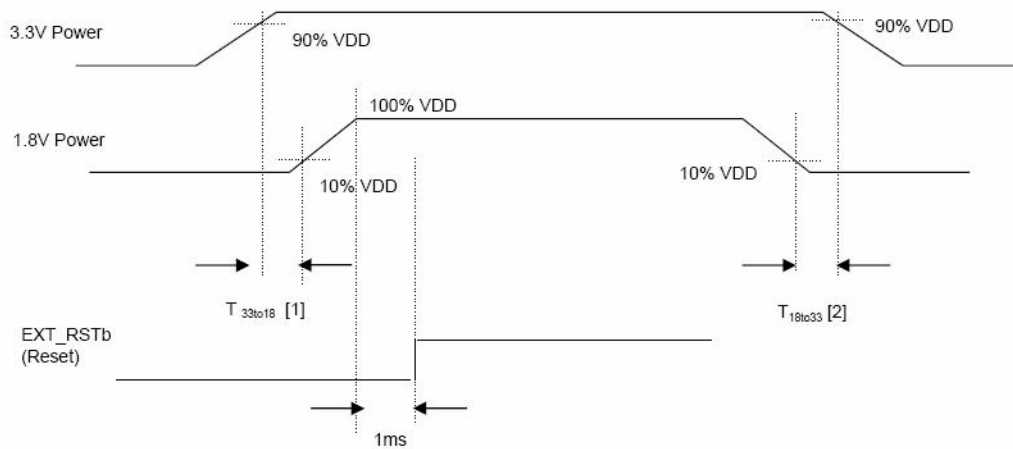 3.3V Power
90% VDD
90% VDD
1.8V Power
100% VDD
10% VDD
10% VDD
T 33to18 [1]
T18to33 [2]
EXT_RSTb
(Reset)
1ms